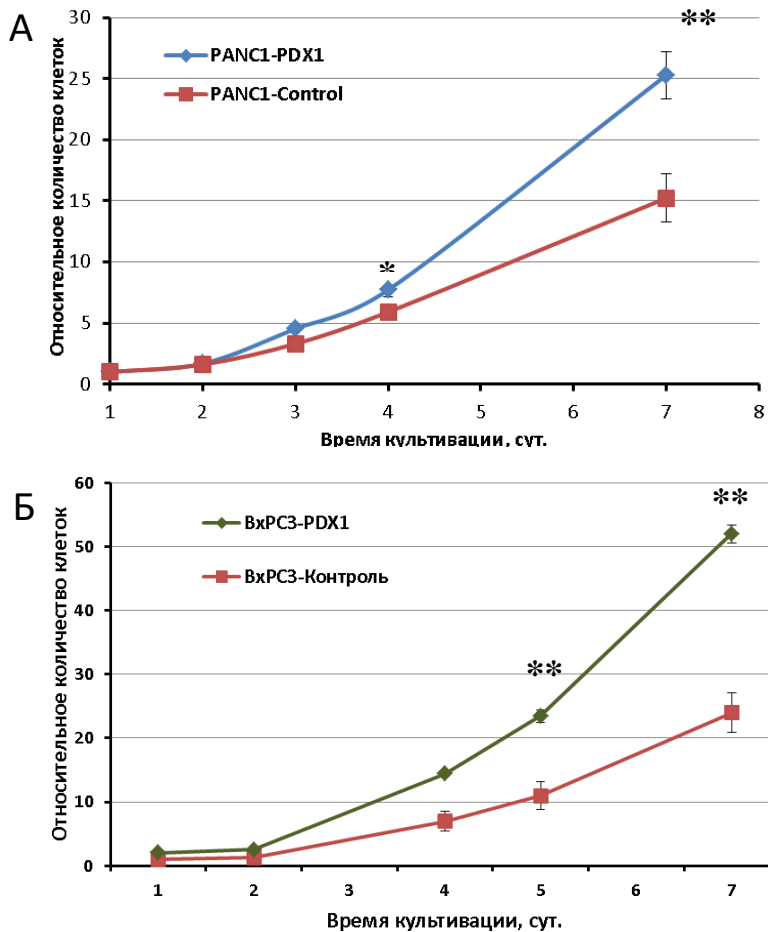 А
30
25
20
15
10
5
0
PANC1-PDX1
PANC1-Control
*
**
1 2 3 4 5 6 7 8
Относительное количество клеток
Время культивации, сут.
Б
60
50
40
30
20
10
0
BxPC3-PDX1
BxPC3-Контроль
**
**
1 2 3 4 5 6 7
Относительное количество клеток
Время культивации, сут.